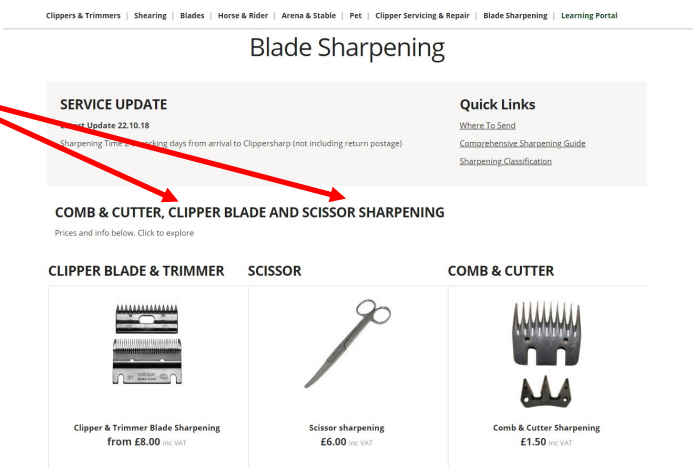 Clippers & Trimmers | Shearing | Blades | Horse & Rider | Arena & Stable | Pet | Clipper Servicing & Repair | Blade Sharpening | Learning Portal
Blade Sharpening
SERVICE UPDATE
Update 22.10.18
Sharpening Time working days from arrival to Clippersharp (not including return postage)
Quick Links
Where To Send
Comprehensive Sharpening Guide
Sharpening Classification
COMB & CUTTER, CLIPPER BLADE AND SCISSOR SHARPENING
Prices and info below. Click to explore
CLIPPER BLADE & TRIMMER
SCISSOR
COMB & CUTTER
Clipper & Trimmer Blade Sharpening
from £8.00 inc VAT
Scissor sharpening
£6.00 inc VAT
Comb & Cutter Sharpening
£1.50 inc VAT